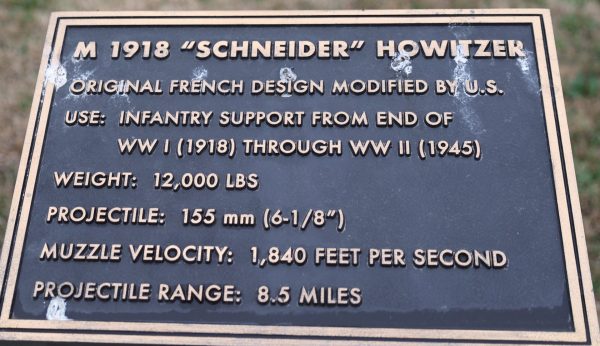 M 1918 "SCHNEIDER" HOWITZER
ORIGINAL FRENCH DESIGN MODIFIED BY U.S.
USE: INFANTRY SUPPORT FROM END OF
WW I (1918) THROUGH WW II (1945)
WEIGHT: 12,000 LBS
PROJECTILE: 155 mm (6-1/8")
MUZZLE VELOCITY: 1,840 FEET PER SECOND
PROJECTILE RANGE: 8.5 MILES